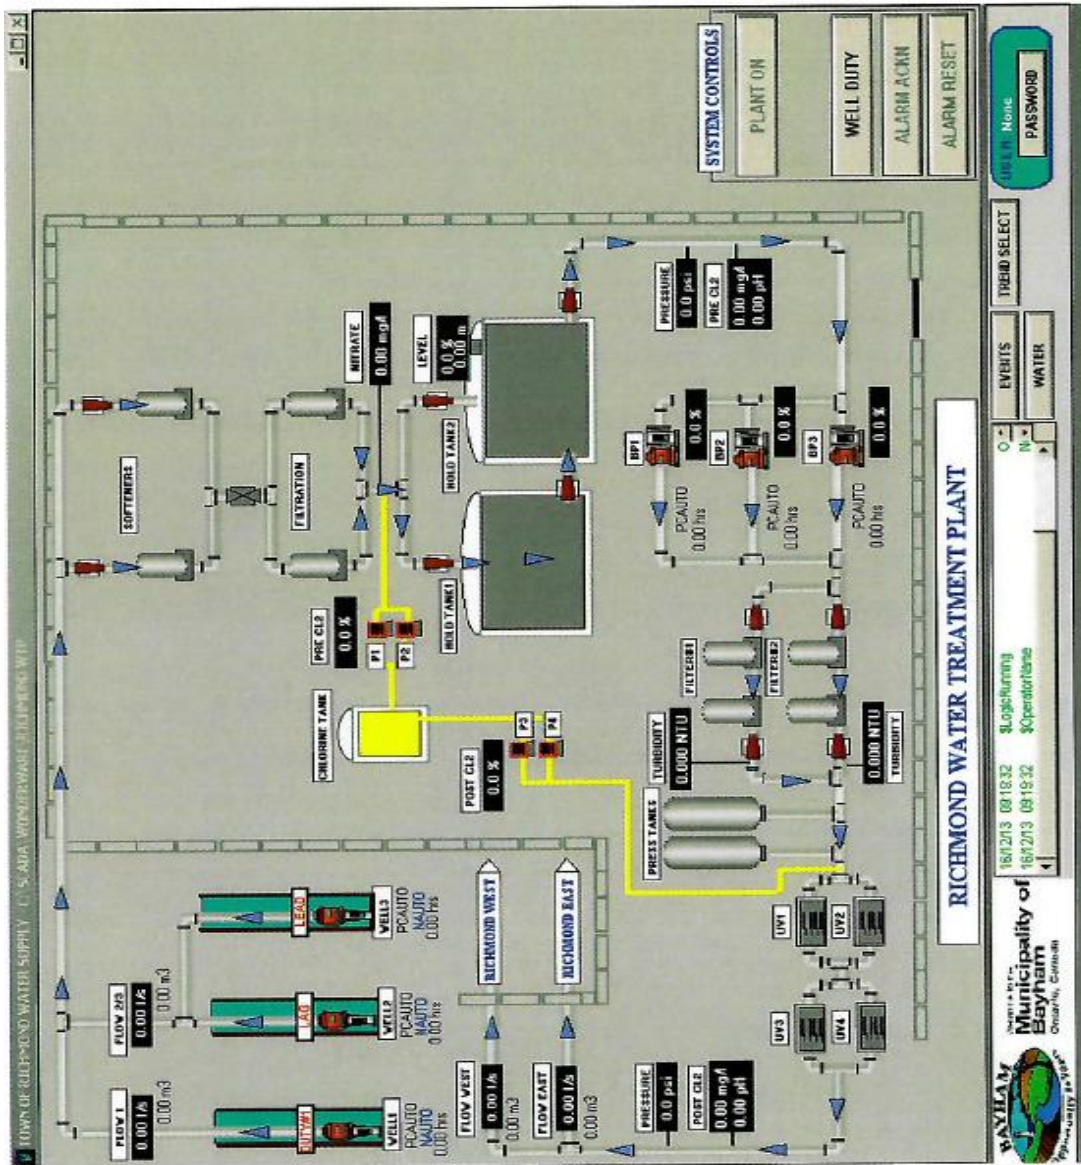 TOWN OF RICHMOND WATER SUPPLY
FLOW 1
0.00 l/s
0.00 m3
FLOW 2/3
0.00 l/s
0.00 m3
LAG
LEAD
WELL1
PCAUTO
NAUTO
0.00 hrs
WELL2
PCAUTO
NAUTO
0.00 hrs
WELL3
PCAUTO
NAUTO
0.00 hrs
FLOW WEST
0.00 l/s
0.00 m3
FLOW EAST
0.00 l/s
0.00 m3
RICHMOND WEST
RICHMOND EAST
PRESSURE
0.0 psi
POST CL2
0.00 mg/l
0.00 pH
SOFTENERS
FILTRATION
CHLORINE TANK
PRE CL2
0.0 %
P1
P2
NITRATE
0.00 mg/l
POST CL2
0.0 %
P3
P4
HOLD TANK1
HOLD TANK2
LEVEL
0.0 %
0.00 m
PRESS TANKS
TURBIDITY
0.000 NTU
FILTER#1
FILTER#2
0.000 NTU
TURBIDITY
BP1
0.0 %
PCAUTO
0.00 hrs
BP2
0.0 %
PCAUTO
0.00 hrs
BP3
0.0 %
PCAUTO
0.00 hrs
PRESSURE
0.0 psi
PRE CL2
0.00 mg/l
0.00 pH
UV3
UV4
UV1
UV2
RICHMOND WATER TREATMENT PLANT
SYSTEM CONTROLS
PLANT ON
WELL DUTY
ALARM ACKN
ALARM RESET
BAYHAM
Municipality of
Bayham
Ontario, Canada
16/12/13 09:19:32 $LogicRunning
16/12/13 09:19:32 $OperatorName
EVENTS
TREND SELECT
WATER
USER None
PASSWORD